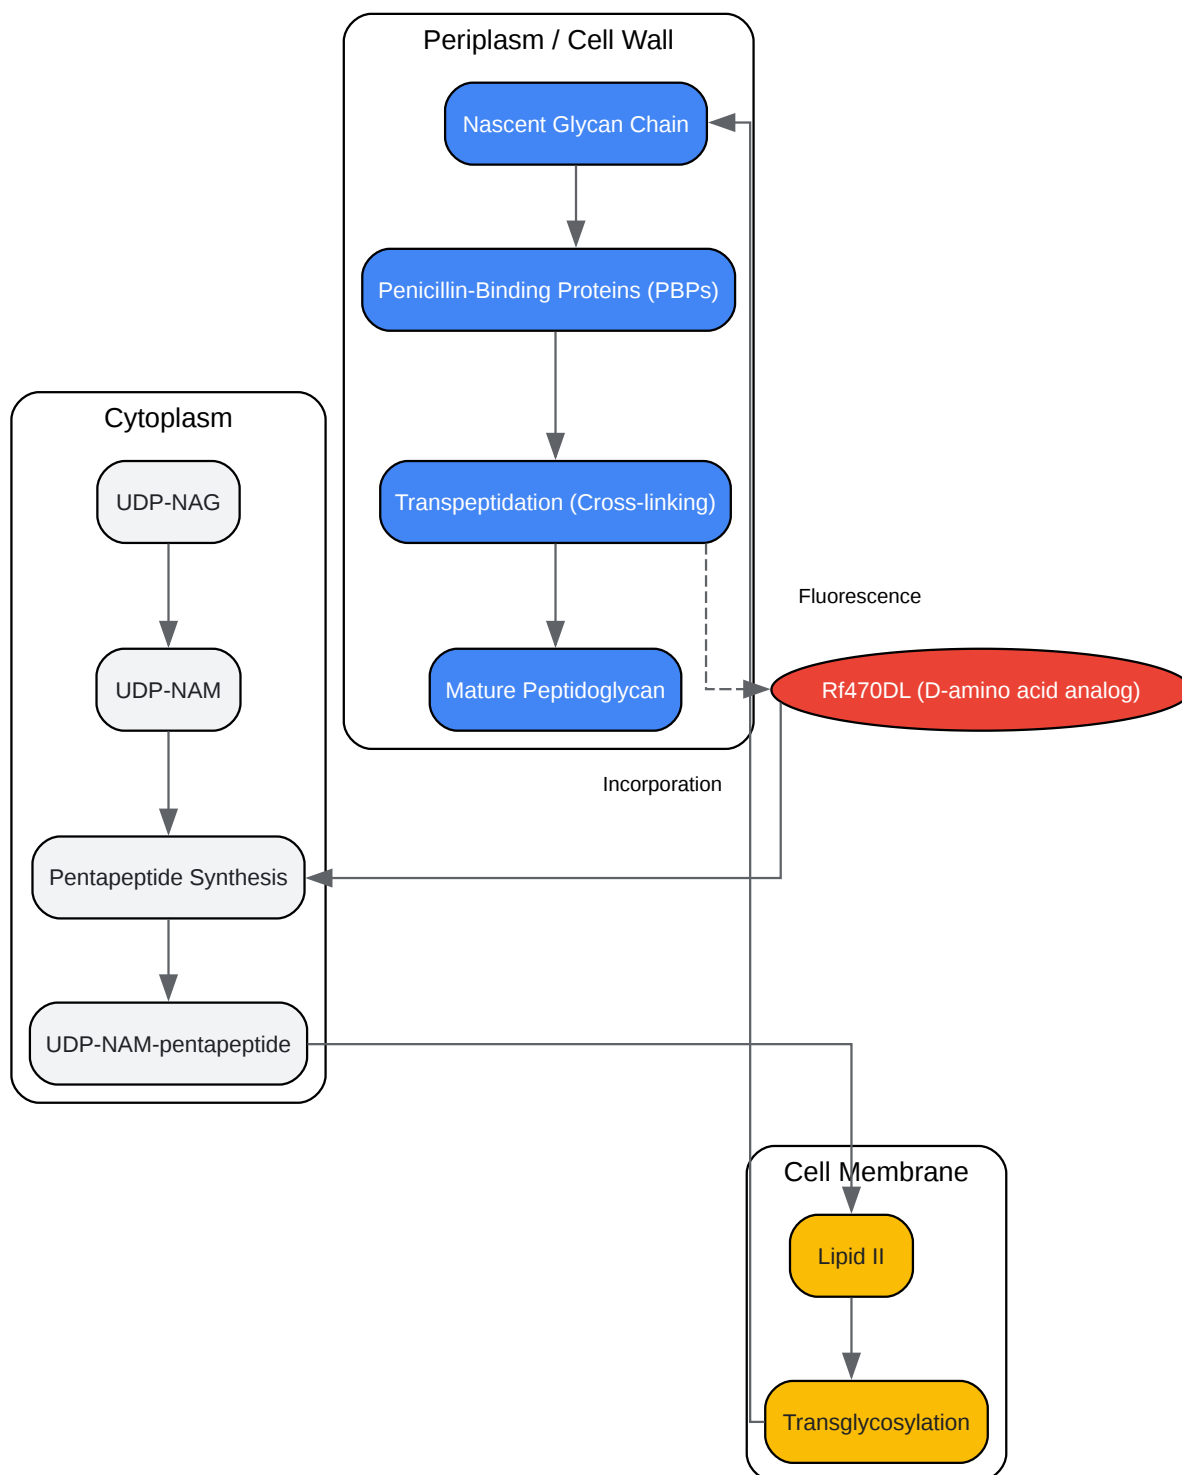 Periplasm / Cell Wall
Nascent Glycan Chain
Penicillin-Binding Proteins (PBPs)
Transpeptidation (Cross-linking)
Mature Peptidoglycan
Cytoplasm
UDP-NAG
UDP-NAM
Pentapeptide Synthesis
UDP-NAM-pentapeptide
Fluorescence
Rf470DL (D-amino acid analog)
Incorporation
Cell Membrane
Lipid II
Transglycosylation